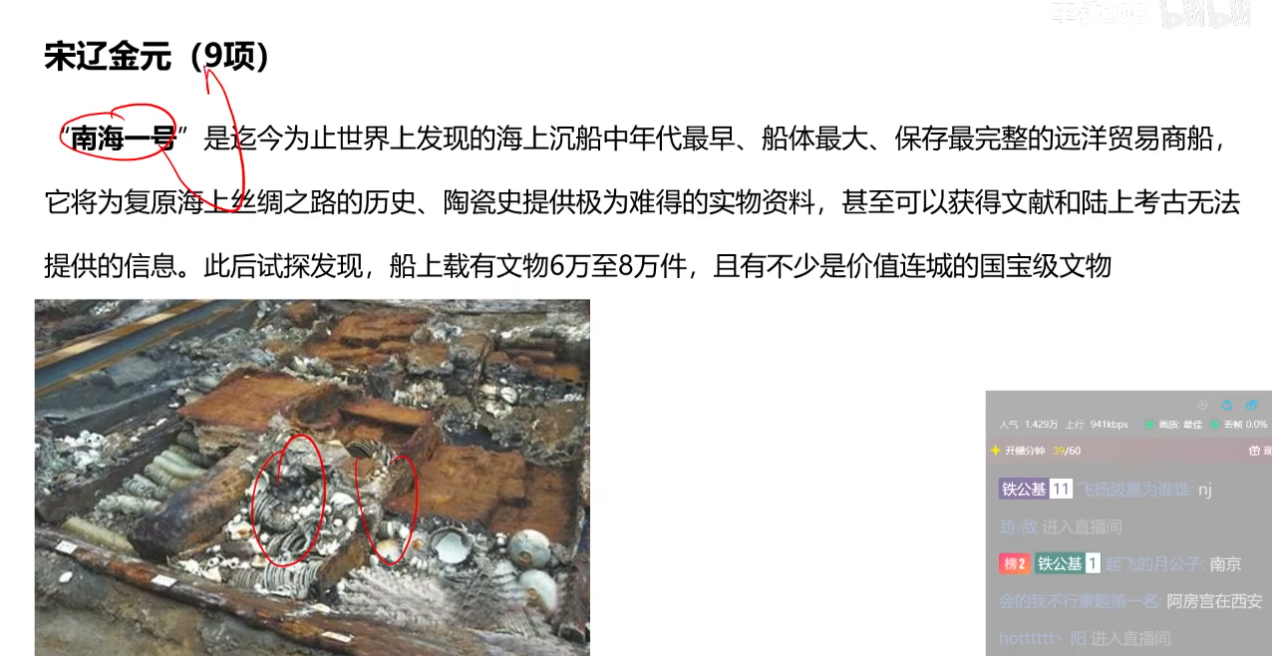 宋辽金元（9项）
“南海一号”是迄今为止世界上发现的海上沉船中年代最早、船体最大、保存最完整的远洋贸易商船，
它将为复原海上丝绸之路的历史、陶瓷史提供极为难得的实物资料，甚至可以获得文献和陆上考古无法
提供的信息。此后试探发现，船上载有文物6万至8万件，且有不少是价值连城的国宝级文物
人气 1.429万 上行 941kbps 画质: 最佳 丢帧 0.0%
开播分钟 39/60
铁公基 11 飞扬跋扈为谁雄: nj
进入直播间
榜2 铁公基 1 起飞的月公子: 南京
会的我不行蒙题第一名: 阿房宫在西安
hottttt丶阳 进入直播间